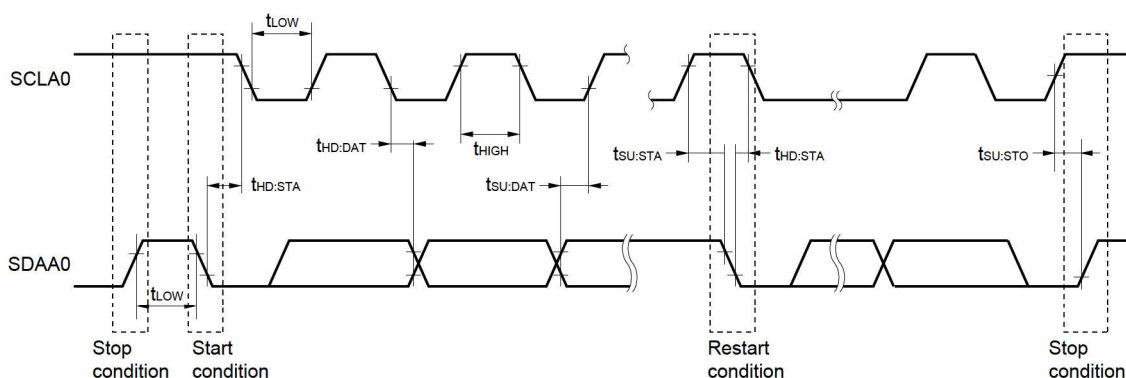 tLOW
SCLA0
tHD:DAT
tHIGH
tSU:STA
tHD:STA
tSU:STO
tHD:STA
tSU:DAT
SDAA0
tLOW
Stop
condition
Start
condition
Restart
condition
Stop
condition